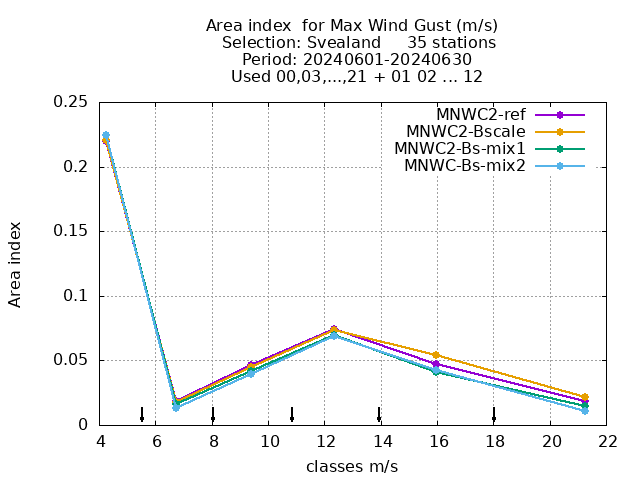 Area index  for Max Wind Gust (m/s)
Selection: Svealand     35 stations
Period: 20240601-20240630
Used 00,03,...,21 + 01 02 ... 12
MNWC2-ref
MNWC2-Bscale
MNWC2-Bs-mix1
MNWC-Bs-mix2
Area index
0.25
0.2
0.15
0.1
0.05
0
4 6 8 10 12 14 16 18 20 22
classes m/s